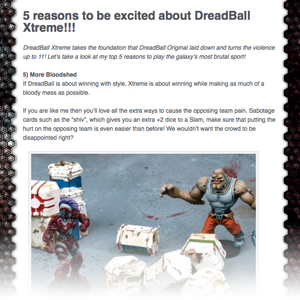 5 reasons to be excited about DreadBall
Xtreme!!!
DreadBall Xtreme takes the foundation that DreadBall Original laid down and turns the violence
up to 11! Let's take a look at my top 5 reasons to play the galaxy's most brutal sport!
5) More Bloodshed
If DreadBall is about winning with style, Xtreme is about winning while making as much of a
bloody mess as possible.
If you are like me then you'll love all the extra ways to cause the opposing team pain. Sabotage
cards such as the "shiv", which gives you an extra +2 dice to a Slam, make sure that putting the
hurt on the opposing team is even easier than before! We wouldn't want the crowd to be
disappointed right?